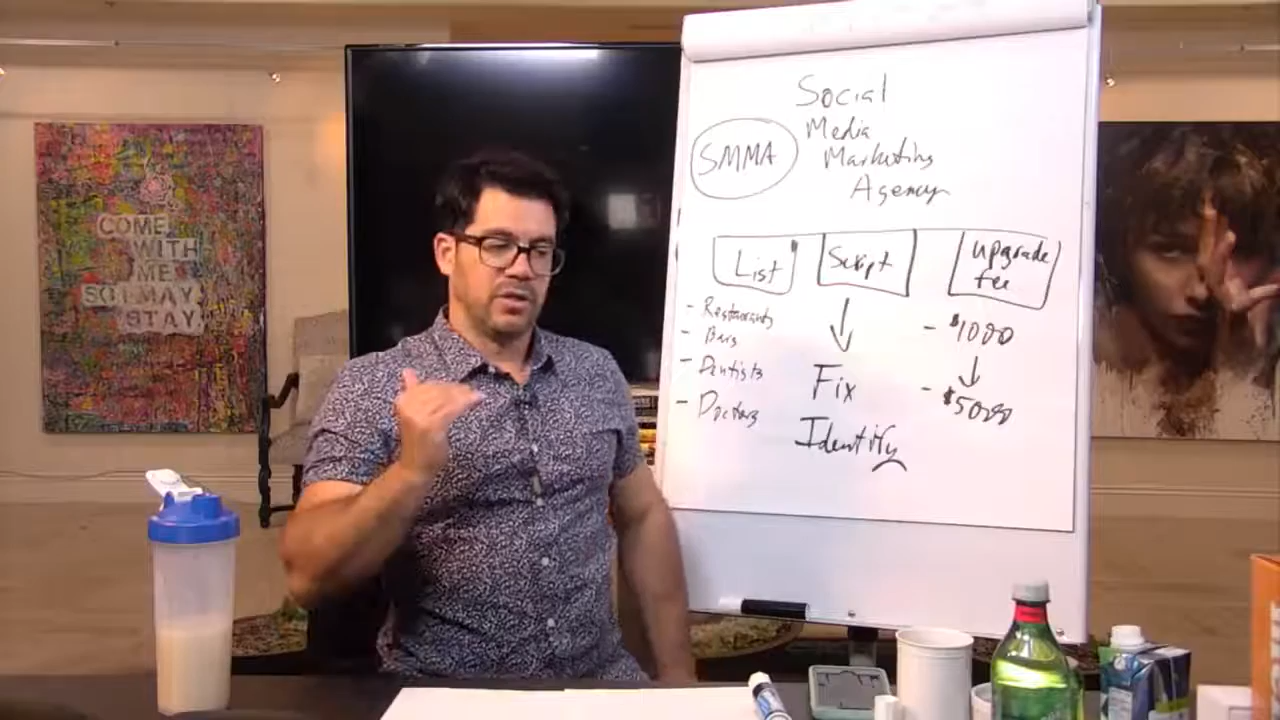 COME
WITH
ME
SO I MAY
STAY.
Social
Media
SMMA
Marketing
Agency
List
Script
upgrade
fee
- Restaurants
- Bars
- Dentists
- Doctors
Fix
Identify
- $1000
- $5000